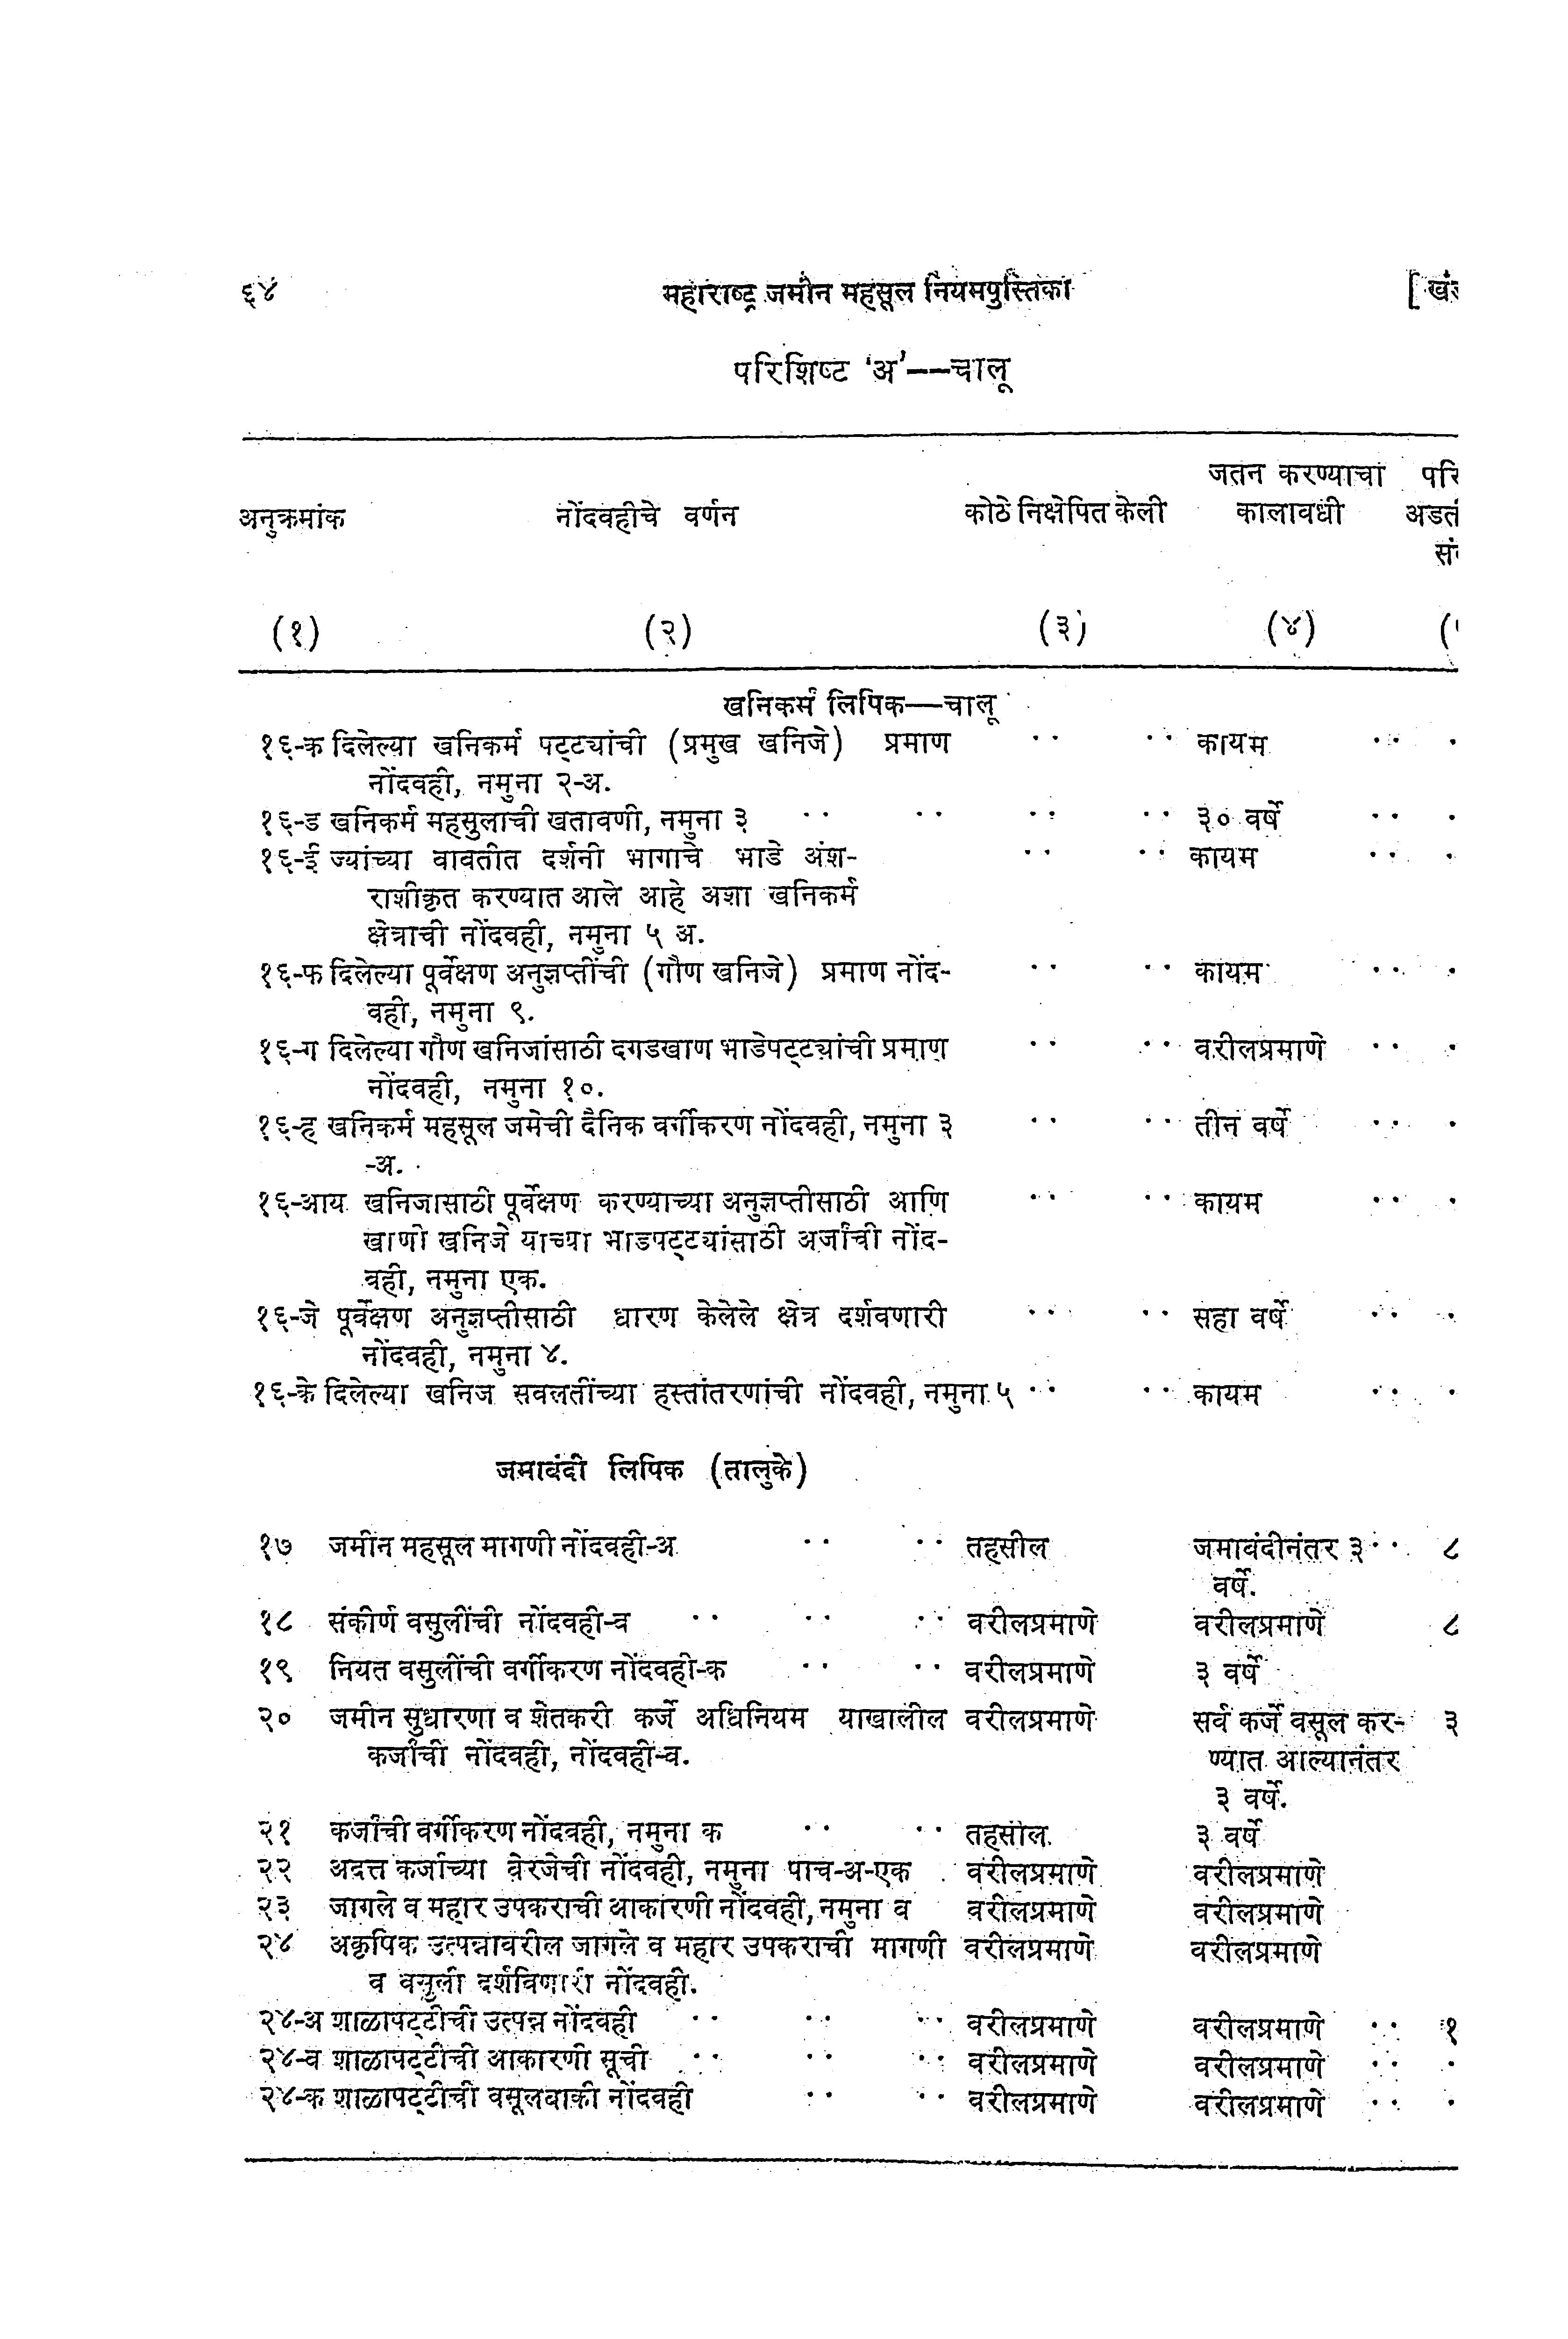 ६४ महाराष्ट्र जमीन महसूल नियमपुस्तिका [ खंड
परिशिष्ट ‘अ’——चालू
जतन करण्याचा परि
अनुक्रमांक नोंदवहीचे वर्णन कोठे निक्षेपित केली कालावधी अडती
सं
(१) (२) (३) (४) (५
खनिकर्म लिपिक—चालू
१६-क दिलेल्या खनिकर्म पट्ट्यांची (प्रमुख खनिजे) प्रमाण .. .. कायम .. .
नोंदवही, नमुना २-अ.
१६-ड खनिकर्म महसुलाची खतावणी, नमुना ३ .. .. .. .. ३० वर्षे .. .
१६-ई ज्यांच्या बाबतीत दर्शनी भागाचे भाडे अंश- .. .. कायम .. .
राशीकृत करण्यात आले आहे अशा खनिकर्म
क्षेत्राची नोंदवही, नमुना ५ अ.
१६-फ दिलेल्या पूर्वेक्षण अनुज्ञप्तींची (गौण खनिजे) प्रमाण नोंद- .. .. कायम .. .
वही, नमुना ९.
१६-ग दिलेल्या गौण खनिजांसाठी दगडखाण भाडेपट्ट्यांची प्रमाण .. .. वरीलप्रमाणे .. .
नोंदवही, नमुना १०.
१६-ह खनिकर्म महसूल जमेची दैनिक वर्गीकरण नोंदवही, नमुना ३ .. .. तीन वर्षे .. .
-अ.
१६-आय खनिजासाठी पूर्वेक्षण करण्याच्या अनुज्ञप्तीसाठी आणि .. .. कायम .. .
खाणी खनिजे याच्या भाडपट्ट्यांसाठी अर्जांची नोंद-
वही, नमुना एक.
१६-जे पूर्वेक्षण अनुज्ञप्तीसाठी धारण केलेले क्षेत्र दर्शवणारी .. .. सहा वर्षे .. .
नोंदवही, नमुना ४.
१६-के दिलेल्या खनिज सवलतींच्या हस्तांतरणांची नोंदवही, नमुना ५ .. .. कायम .. .
जमाबंदी लिपिक (तालुके)
१७ जमीन महसूल मागणी नोंदवही-अ .. .. तहसील जमाबंदीनंतर ३ .. ८
वर्षे.
१८ संकीर्ण वसुलींची नोंदवही-ब .. .. .. वरीलप्रमाणे वरीलप्रमाणे ८
१९ नियत वसुलींची वर्गीकरण नोंदवही-क .. .. वरीलप्रमाणे ३ वर्षे
२० जमीन सुधारणा व शेतकरी कर्जे अधिनियम याखालील वरीलप्रमाणे सर्व कर्जे वसूल कर- ३
कर्जांची नोंदवही, नोंदवही-ब. ण्यात आल्यानंतर
३ वर्षे.
२१ कर्जांची वर्गीकरण नोंदवही, नमुना क .. .. तहसील ३ वर्षे
२२ अदत्त कर्जाच्या बेरजेची नोंदवही, नमुना पाच-अ-एक . वरीलप्रमाणे वरीलप्रमाणे
२३ जागले व महार उपकराची आकारणी नोंदवही, नमुना ब वरीलप्रमाणे वरीलप्रमाणे
२४ अकृषिक उत्पन्नावरील जागले व महार उपकराची मागणी वरीलप्रमाणे वरीलप्रमाणे
व वसुली दर्शविणारी नोंदवही.
२४-अ शाळापट्टीची उत्पन्न नोंदवही .. .. .. वरीलप्रमाणे वरीलप्रमाणे .. १
२४-ब शाळापट्टीची आकारणी सूची .. .. .. वरीलप्रमाणे वरीलप्रमाणे .. .
२४-क शाळापट्टीची वसूलबाकी नोंदवही .. .. वरीलप्रमाणे वरीलप्रमाणे .. .